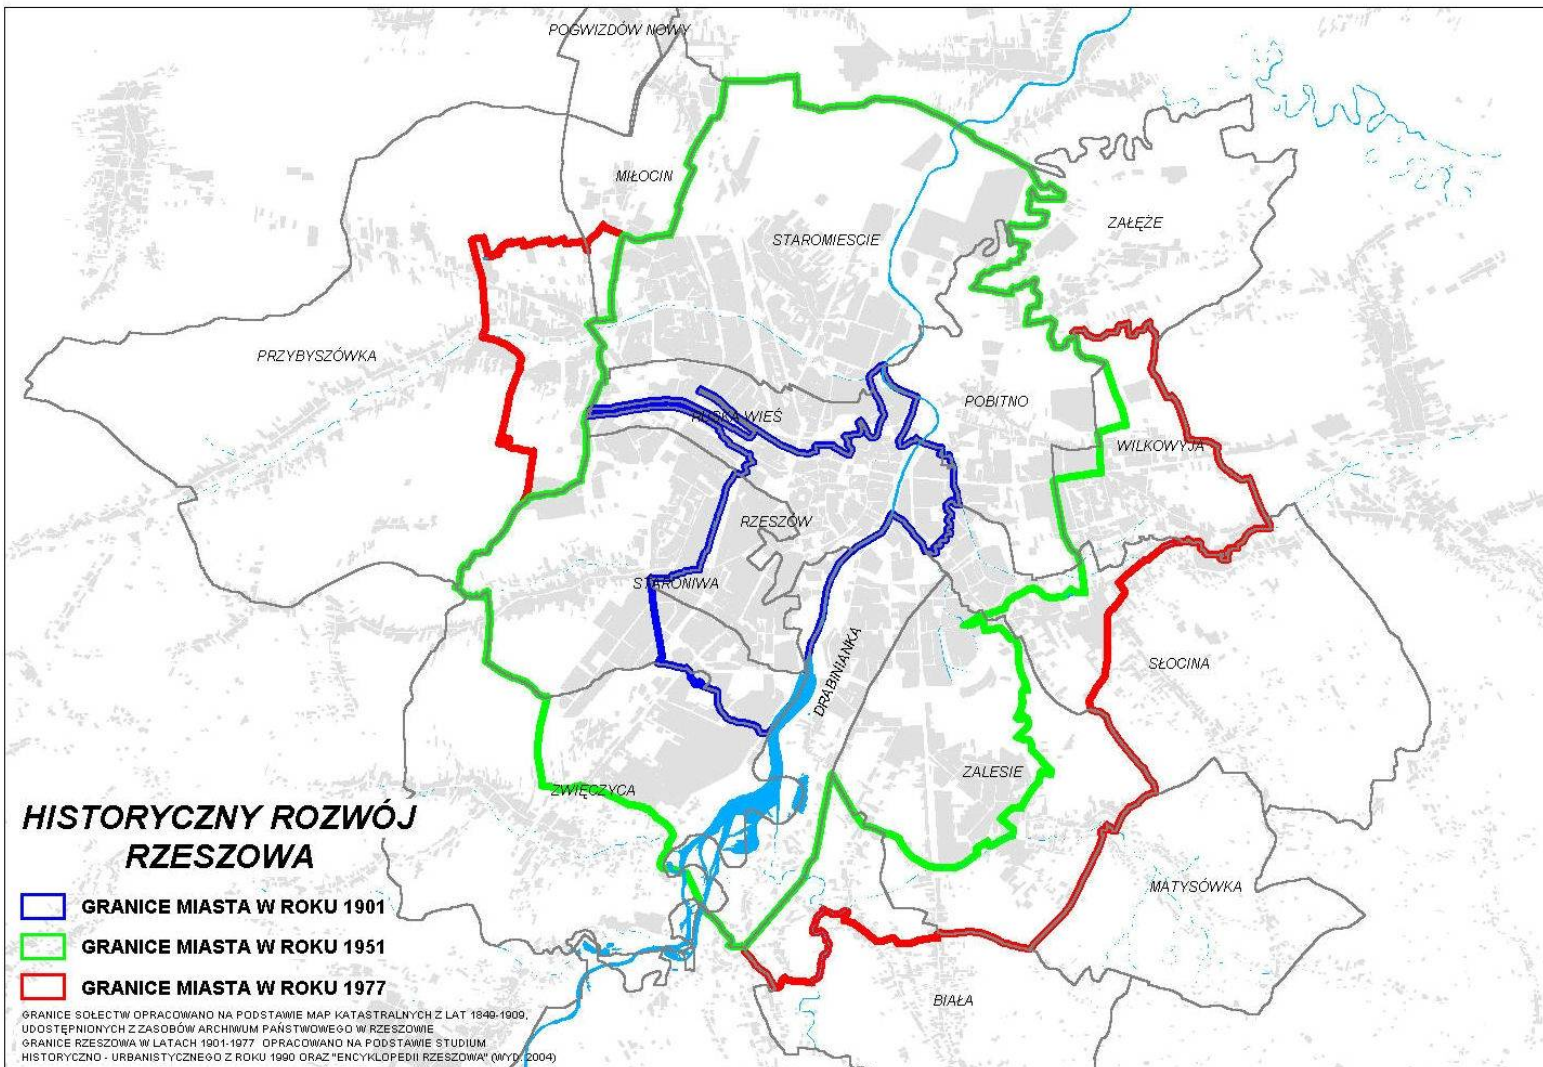 POGWIZDÓW NOWY
MIŁOCIN
ZAŁĘŻE
STAROMIESCIE
PRZYBYSZÓWKA
POBITNO
RUSKA WIEŚ
WILKOWYJA
RZESZÓW
STARONIWA
DRABINIANKA
SŁOCINA
ZALESIE
ZWIĘCZYCA
MATYSÓWKA
BIAŁA
HISTORYCZNY ROZWÓJ
RZESZOWA
GRANICE MIASTA W ROKU 1901
GRANICE MIASTA W ROKU 1951
GRANICE MIASTA W ROKU 1977
GRANICE SOŁECTW OPRACOWANO NA PODSTAWIE MAP KATASTRALNYCH Z LAT 1849-1909,
UDOSTĘPNIONYCH Z ZASOBÓW ARCHIWUM PAŃSTWOWEGO W RZESZOWIE
GRANICE RZESZOWA W LATACH 1901-1977 OPRACOWANO NA PODSTAWIE STUDIUM
HISTORYCZNO - URBANISTYCZNEGO Z ROKU 1990 ORAZ "ENCYKLOPEDII RZESZOWA" (WYD. 2004)